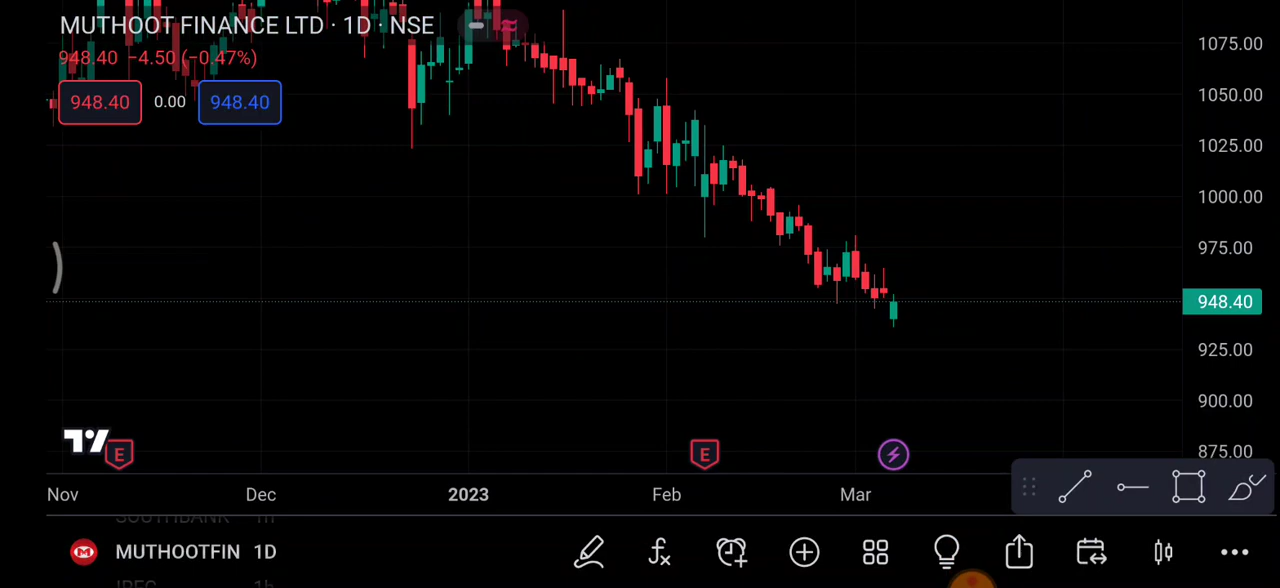 MUTHOOT FINANCE LTD · 1D · NSE
948.40 −4.50 (−0.47%)
948.40 0.00 948.40
1075.00
1050.00
1025.00
1000.00
975.00
948.40
925.00
900.00
875.00
E E
Nov Dec 2023 Feb Mar
SOUTHBANK 1h
MUTHOOTFIN 1D